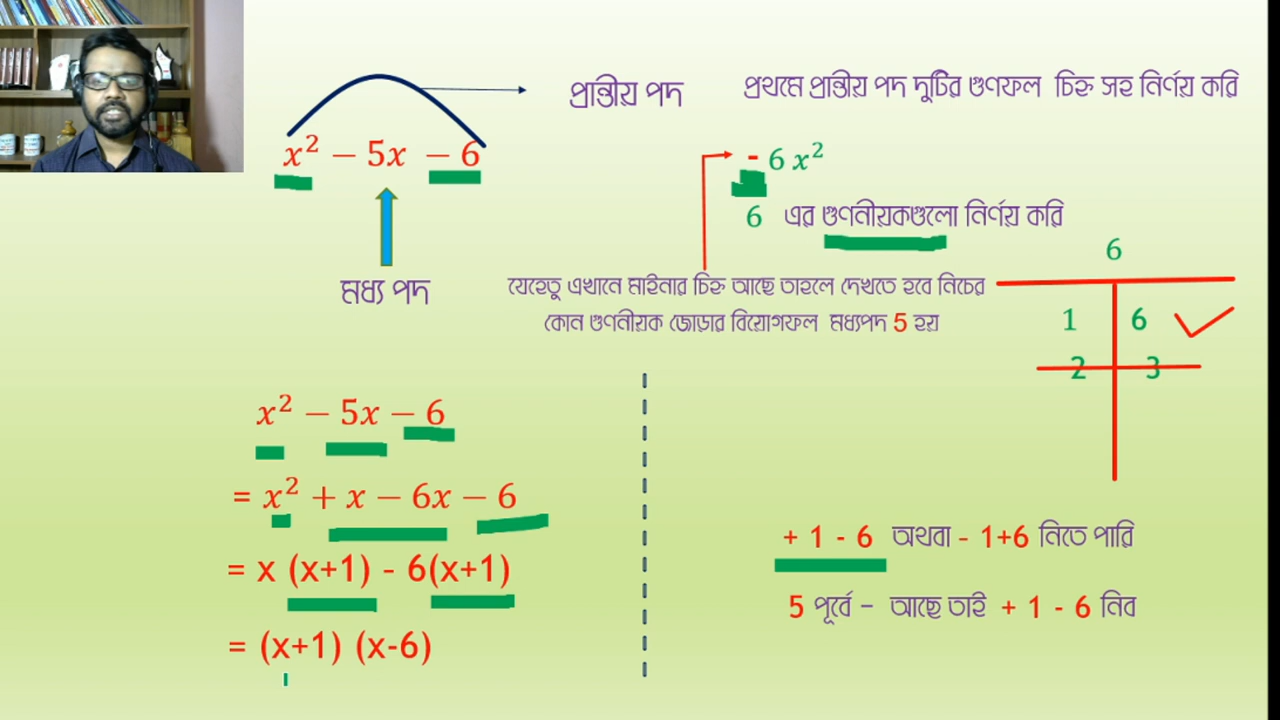 প্রান্তীয় পদ
প্রথমে প্রান্তীয় পদ দুটির গুণফল চিহ্ন সহ নির্ণয় করি
x² − 5x − 6
- 6 x²
6 এর গুণনীয়কগুলো নির্ণয় করি
মধ্য পদ
যেহেতু এখানে মাইনার চিহ্ন আছে তাহলে দেখতে হবে নিচের
কোন গুণনীয়ক জোড়ার বিয়োগফল মধ্যপদ 5 হয়
6
1 6
2 3
x² − 5x − 6
= x² + x − 6x − 6
= x (x+1) - 6(x+1)
= (x+1) (x-6)
+ 1 - 6 অথবা - 1+6 নিতে পারি
5 পূর্বে − আছে তাই + 1 - 6 নিব